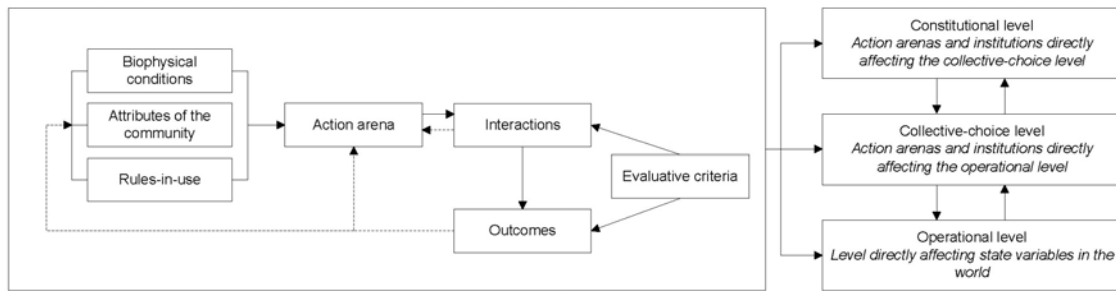 Biophysical
conditions
Attributes of the
community
Rules-in-use
Action arena
Interactions
Outcomes
Evaluative criteria
Constitutional level
Action arenas and institutions directly
affecting the collective-choice level
Collective-choice level
Action arenas and institutions directly
affecting the operational level
Operational level
Level directly affecting state variables in the
world